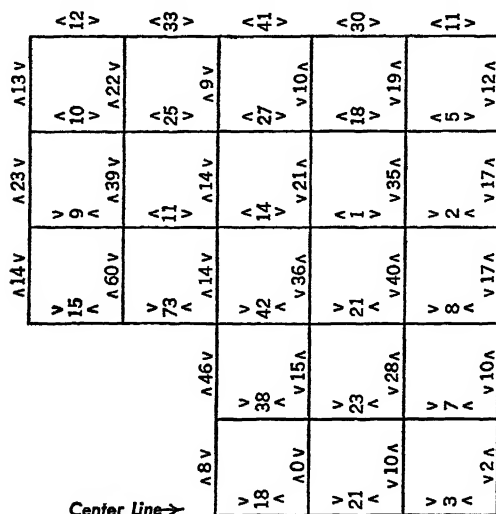 ∧ 12 ∨
∧ 33 ∨
∧ 41 ∨
∧ 30 ∨
∧ 11 ∨
∧13∨
∧ 10 ∨
∧22∨
∧ 25 ∨
∧9∨
∧ 27 ∨
∨10∧
∧ 18 ∨
∨19∧
∧ 5 ∨
∨12∧
∧23∨
∨ 9 ∧
∧39∨
∧ 11 ∨
∧14∨
∧ 14 ∨
∨21∧
∧ 1 ∨
∨35∧
∨ 2 ∧
∨17∧
∧14∨
∨ 15 ∧
∧60∨
∨ 73 ∧
∧14∨
∨ 42 ∧
∨36∧
∨ 21 ∧
∨40∧
∨ 8 ∧
∨17∧
∧46∨
∨ 38 ∧
∨15∧
∨ 23 ∧
∨28∧
∨ 7 ∧
∨10∧
∧8∨
∨ 18 ∧
∧0∨
∨ 21 ∧
∨10∧
∨ 3 ∧
∨2∧
Center Line→